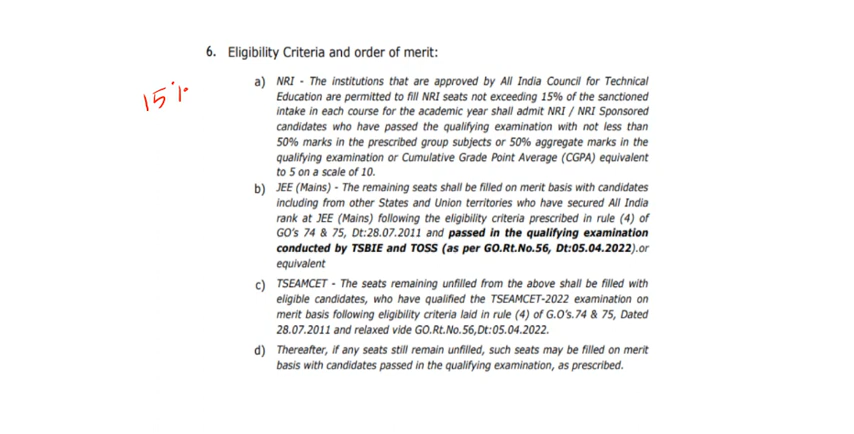 6. Eligibility Criteria and order of merit:
15%
a) NRI - The institutions that are approved by All India Council for Technical
Education are permitted to fill NRI seats not exceeding 15% of the sanctioned
intake in each course for the academic year shall admit NRI / NRI Sponsored
candidates who have passed the qualifying examination with not less than
50% marks in the prescribed group subjects or 50% aggregate marks in the
qualifying examination or Cumulative Grade Point Average (CGPA) equivalent
to 5 on a scale of 10.
b) JEE (Mains) - The remaining seats shall be filled on merit basis with candidates
including from other States and Union territories who have secured All India
rank at JEE (Mains) following the eligibility criteria prescribed in rule (4) of
GO's 74 & 75, Dt:28.07.2011 and passed in the qualifying examination
conducted by TSBIE and TOSS (as per GO.Rt.No.56, Dt:05.04.2022).or
equivalent
c) TSEAMCET - The seats remaining unfilled from the above shall be filled with
eligible candidates, who have qualified the TSEAMCET-2022 examination on
merit basis following eligibility criteria laid in rule (4) of G.O's.74 & 75, Dated
28.07.2011 and relaxed vide GO.Rt.No.56,Dt:05.04.2022.
d) Thereafter, if any seats still remain unfilled, such seats may be filled on merit
basis with candidates passed in the qualifying examination, as prescribed.